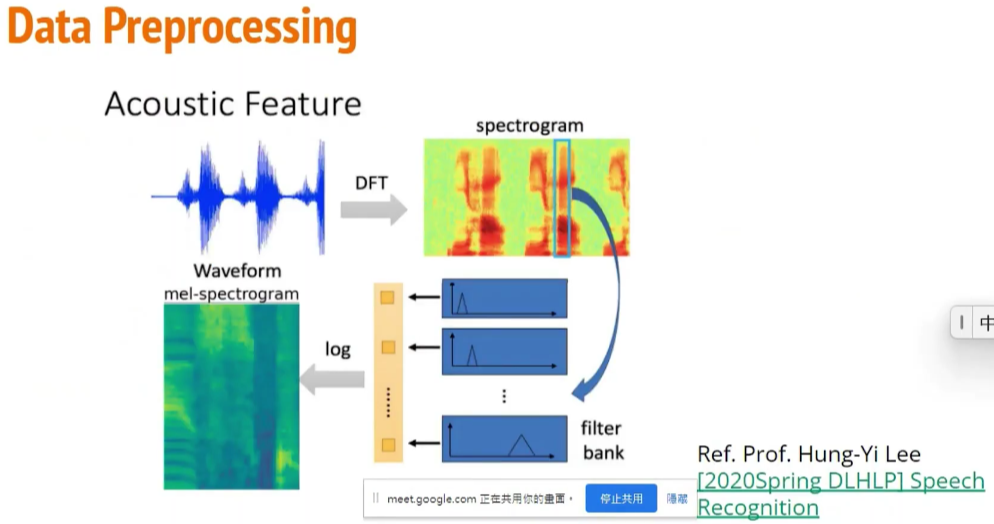 Data Preprocessing
Acoustic Feature
spectrogram
DFT
Waveform
mel-spectrogram
log
filter
bank
Ref. Prof. Hung-Yi Lee
[2020Spring DLHLP] Speech
Recognition
meet.google.com 正在共用你的畫面。
停止共用
隱藏
中